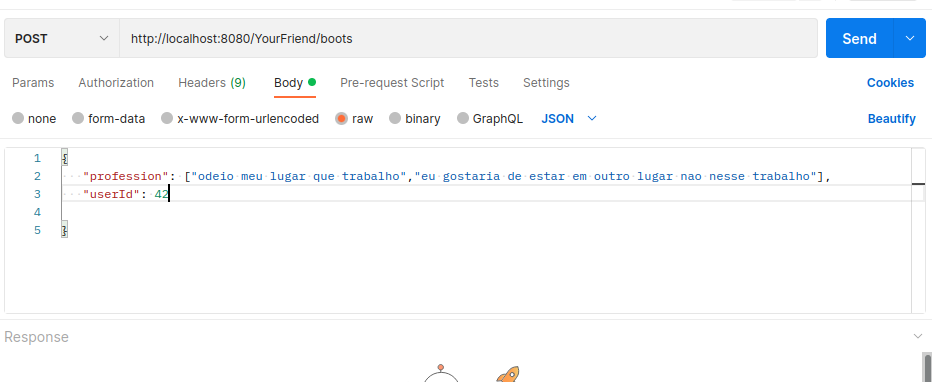 POST http://localhost:8080/YourFriend/boots Send
Params Authorization Headers (9) Body Pre-request Script Tests Settings Cookies
none form-data x-www-form-urlencoded raw binary GraphQL JSON Beautify
1 {
2 "profession": ["odeio meu lugar que trabalho","eu gostaria de estar em outro lugar nao nesse trabalho"],
3 "userId": 42
4
5 }
Response